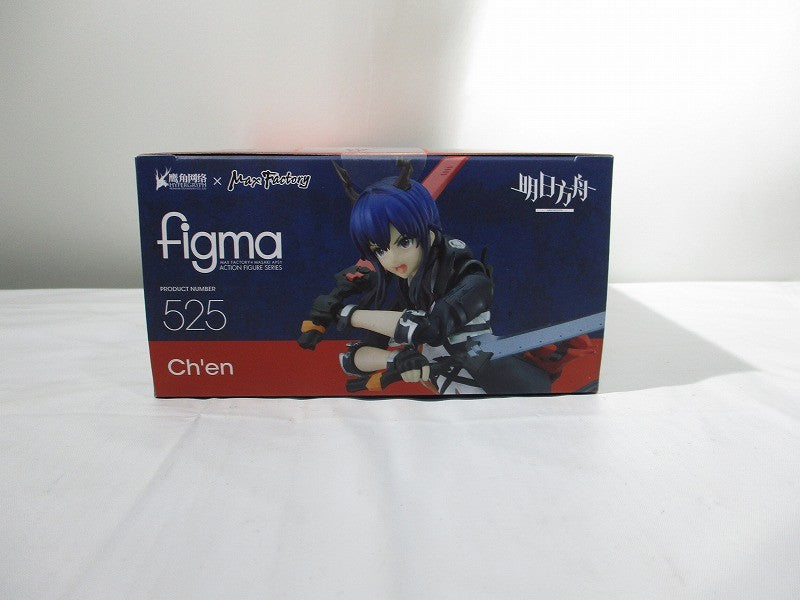 鹰角网络
HYPERGRYPH
×
Max Factory
明日方舟
figma
MAX FACTORY+MASAKI APSY
ACTION FIGURE SERIES
PRODUCT NUMBER
525
Ch'en